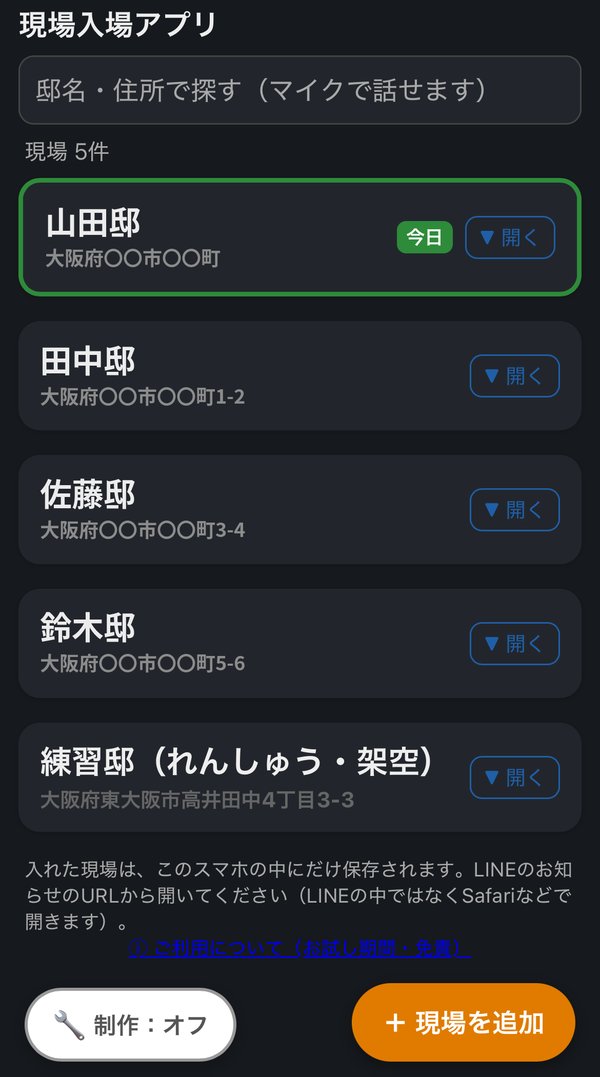 現場入場アプリ
邸名・住所で探す（マイクで話せます）
現場 5件
山田邸
大阪府〇〇市〇〇町
今日
▼ 開く
田中邸
大阪府〇〇市〇〇町1-2
▼ 開く
佐藤邸
大阪府〇〇市〇〇町3-4
▼ 開く
鈴木邸
大阪府〇〇市〇〇町5-6
▼ 開く
練習邸（れんしゅう・架空）
大阪府東大阪市高井田中4丁目3-3
▼ 開く
入れた現場は、このスマホの中にだけ保存されます。LINEのお知
らせのURLから開いてください（LINEの中ではなくSafariなどで
開きます）。
① ご利用について（お試し期間・免責）
制作：オフ
＋ 現場を追加